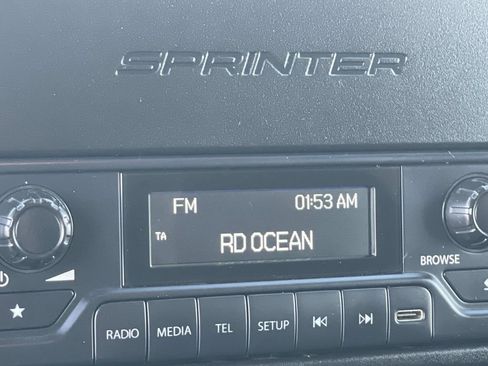 SPRINTER
FM 01:53 AM
TA
RD OCEAN
BROWSE
RADIO MEDIA TEL SETUP